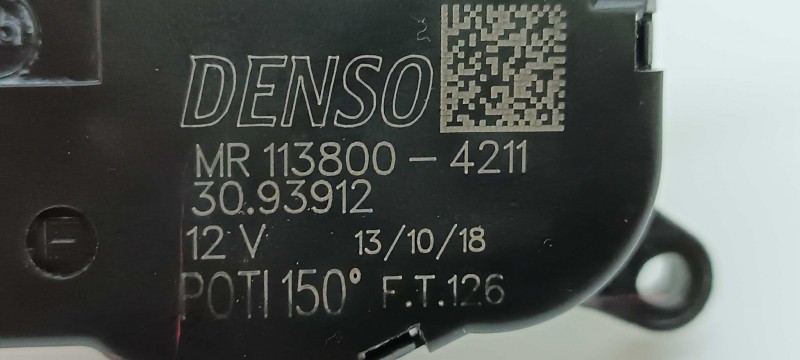 DENSO
MR 113800-4211
30.93912
12 V 13/10/18
POTI 150° F.T.126